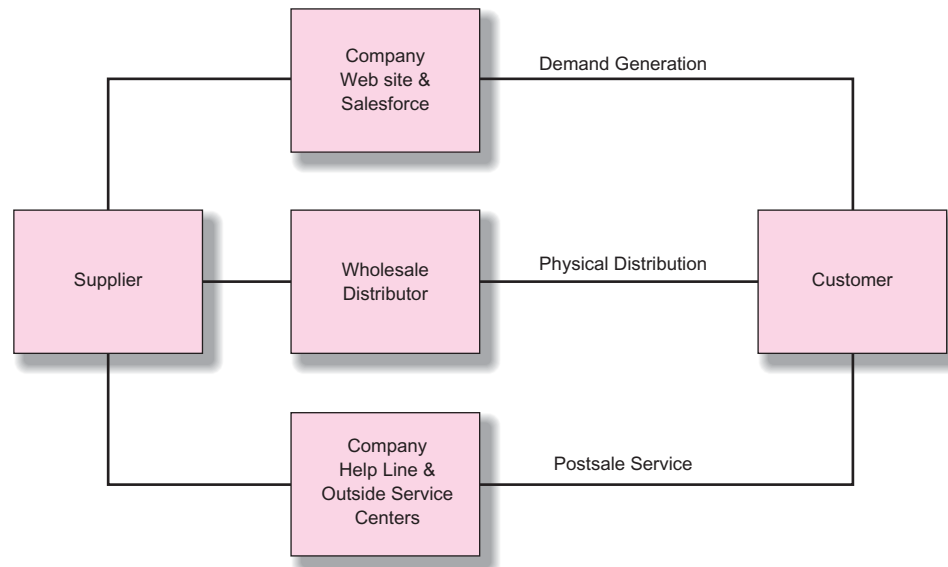 Company
Web site &
Salesforce
Demand Generation
Supplier
Wholesale
Distributor
Physical Distribution
Customer
Company
Help Line &
Outside Service
Centers
Postsale Service